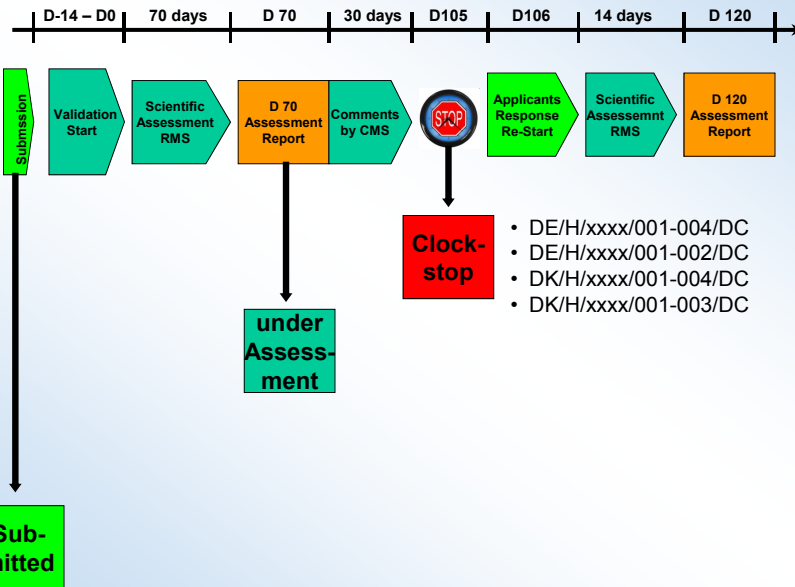 D-14 – D0 70 days D 70 30 days D105 D106 14 days D 120
Submssion
Validation
Start
Scientific
Assessment
RMS
D 70
Assessment
Report
Comments
by CMS
STOP
Applicants
Response
Re-Start
Scientific
Assessemnt
RMS
D 120
Assessment
Report
Clock-
stop
• DE/H/xxxx/001-004/DC
• DE/H/xxxx/001-002/DC
• DK/H/xxxx/001-004/DC
• DK/H/xxxx/001-003/DC
under
Assess-
ment
Sub-
mitted